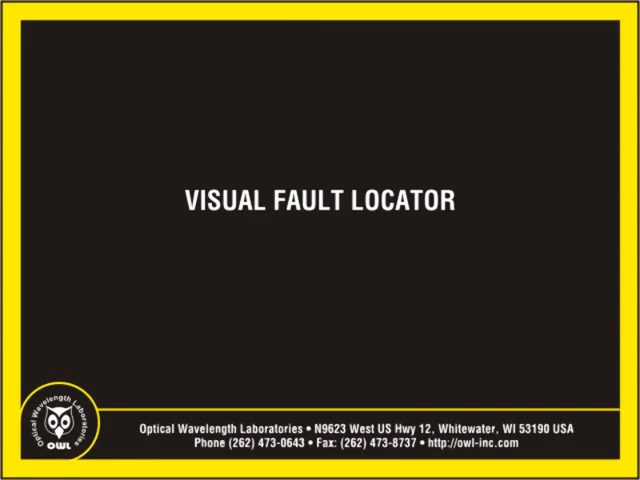 VISUAL FAULT LOCATOR
Optical Wavelength Laboratories
OWL
Optical Wavelength Laboratories • N9623 West US Hwy 12, Whitewater, WI 53190 USA
Phone (262) 473-0643 • Fax: (262) 473-8737 • http://owl-inc.com